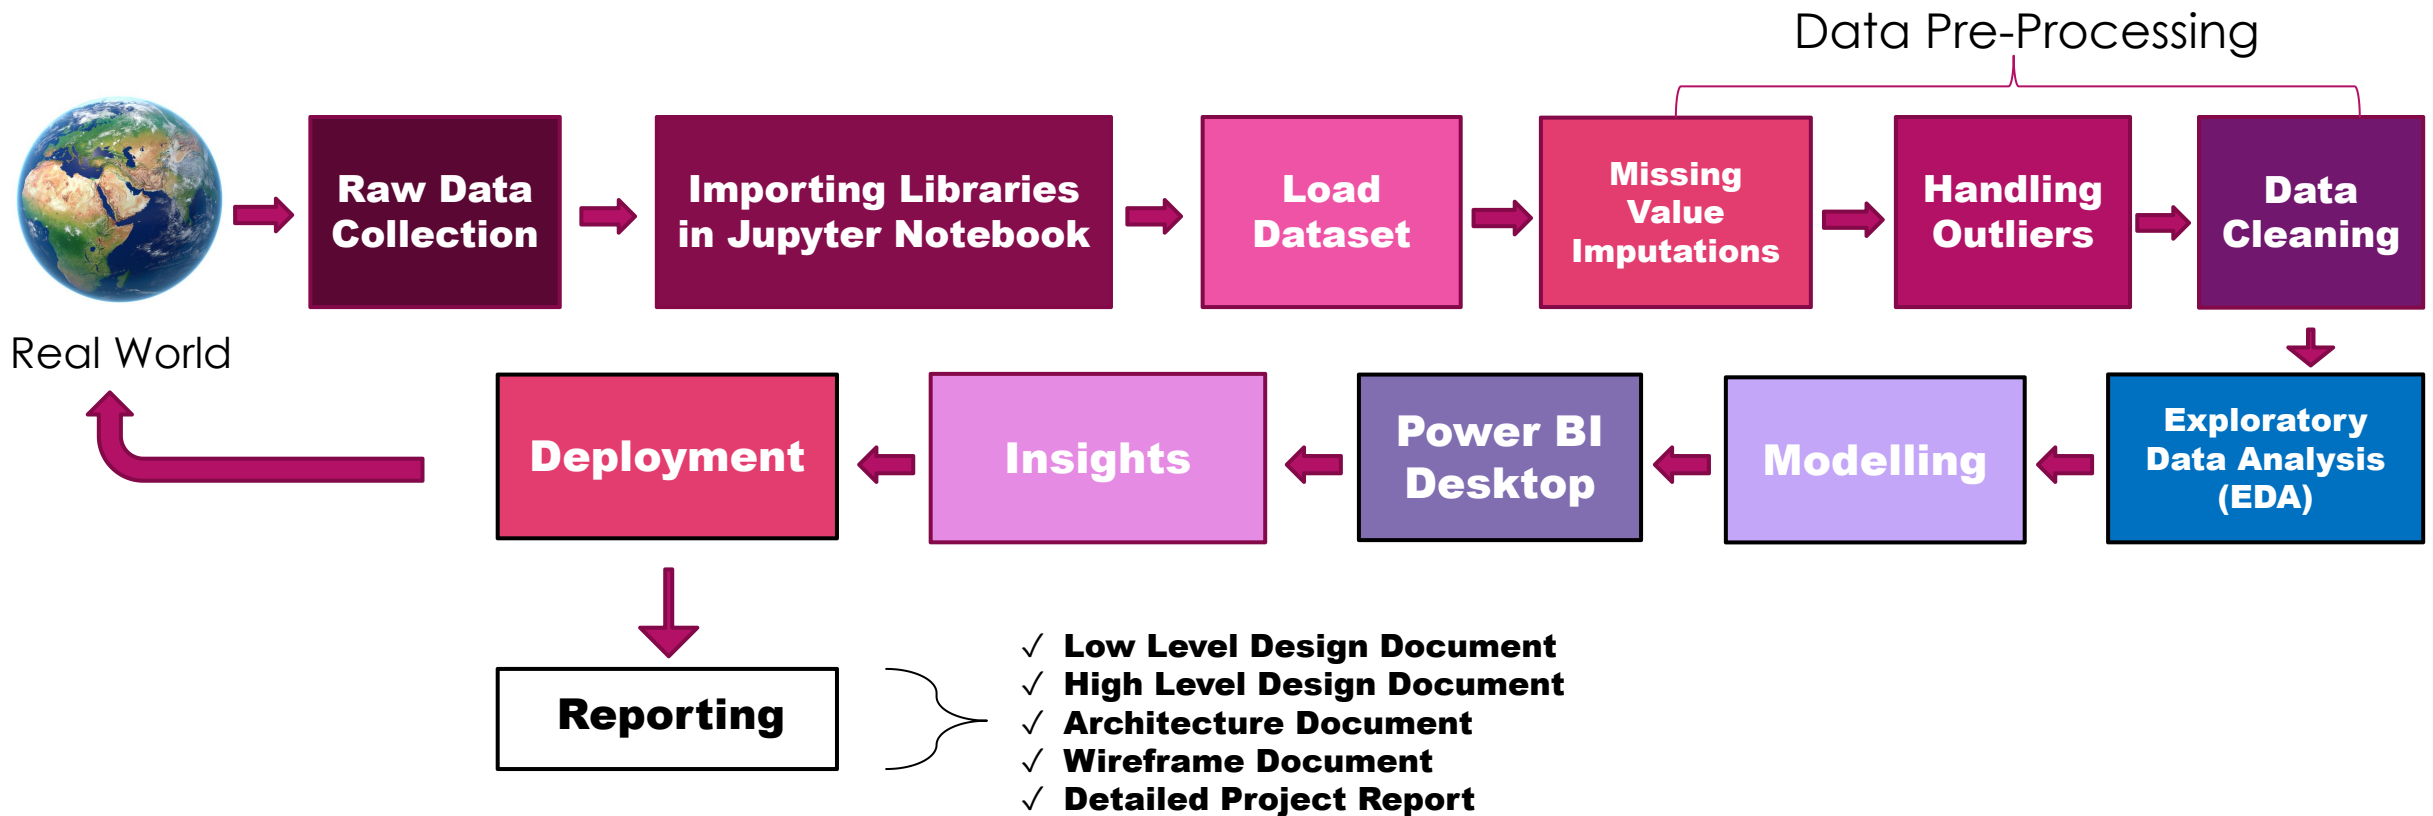 Data Pre-Processing
Raw Data
Collection
Importing Libraries
in Jupyter Notebook
Load
Dataset
Missing
Value
Imputations
Handling
Outliers
Data
Cleaning
Real World
Exploratory
Data Analysis
(EDA)
Modelling
Power BI
Desktop
Insights
Deployment
Reporting
✓ Low Level Design Document
✓ High Level Design Document
✓ Architecture Document
✓ Wireframe Document
✓ Detailed Project Report